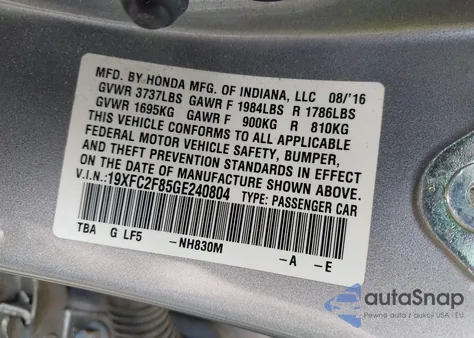 MFD. BY HONDA MFG. OF INDIANA, LLC 08/'16
GVWR 3737LBS GAWR F 1984LBS R 1786LBS
GVWR 1695KG GAWR F 900KG R 810KG
THIS VEHICLE CONFORMS TO ALL APPLICABLE
FEDERAL MOTOR VEHICLE SAFETY, BUMPER,
AND THEFT PREVENTION STANDARDS IN EFFECT
ON THE DATE OF MANUFACTURE SHOWN ABOVE.
V.I.N.:19XFC2F85GE240804 TYPE: PASSENGER CAR
TBA G LF5 -NH830M -A -E
autoSnap
Pewne auta z USA i EU